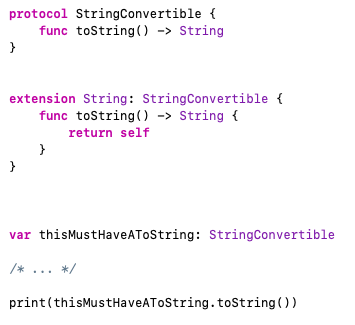 protocol StringConvertible {
    func toString() -> String
}
extension String: StringConvertible {
    func toString() -> String {
        return self
    }
}
var thisMustHaveAToString: StringConvertible
/* ... */
print(thisMustHaveAToString.toString())